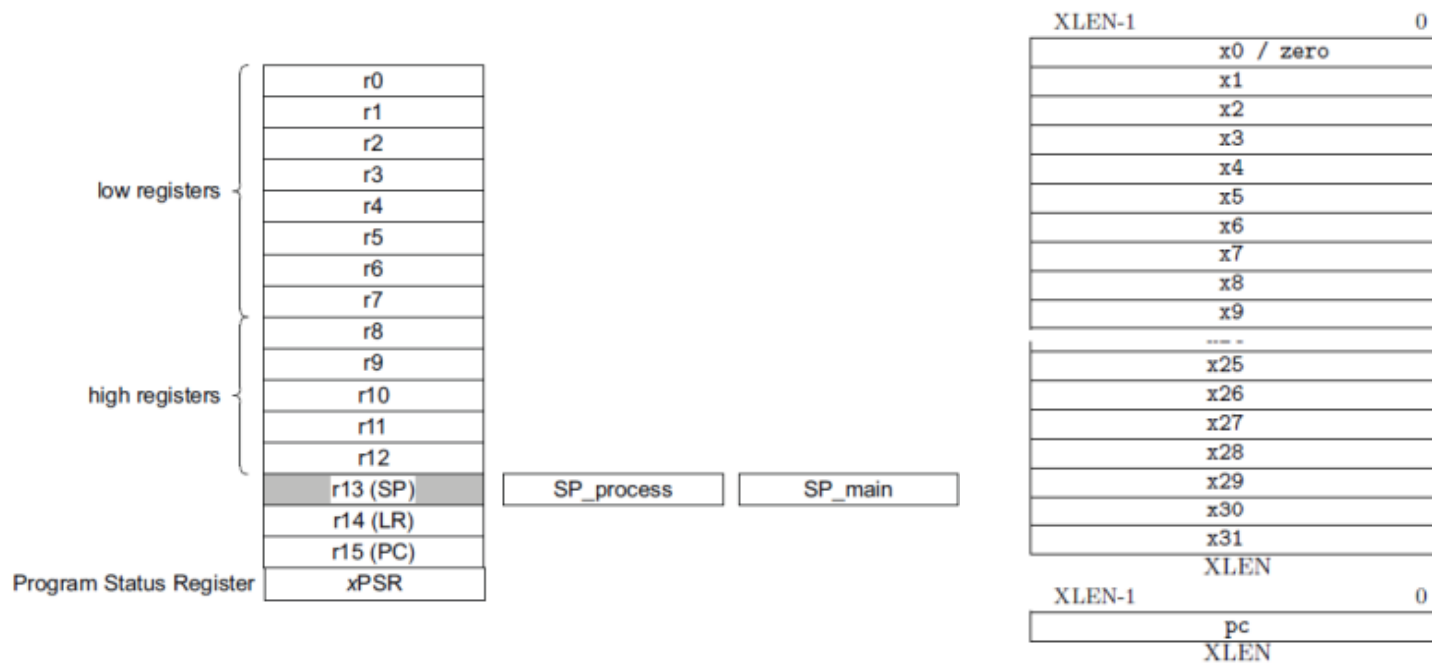 r0
r1
r2
r3
r4
r5
r6
r7
low registers
r8
r9
r10
r11
r12
high registers
r13 (SP) SP_process SP_main
r14 (LR)
r15 (PC)
Program Status Register xPSR
XLEN-1 0
x0 / zero
x1
x2
x3
x4
x5
x6
x7
x8
x9
x25
x26
x27
x28
x29
x30
x31
XLEN
XLEN-1 0
pc
XLEN